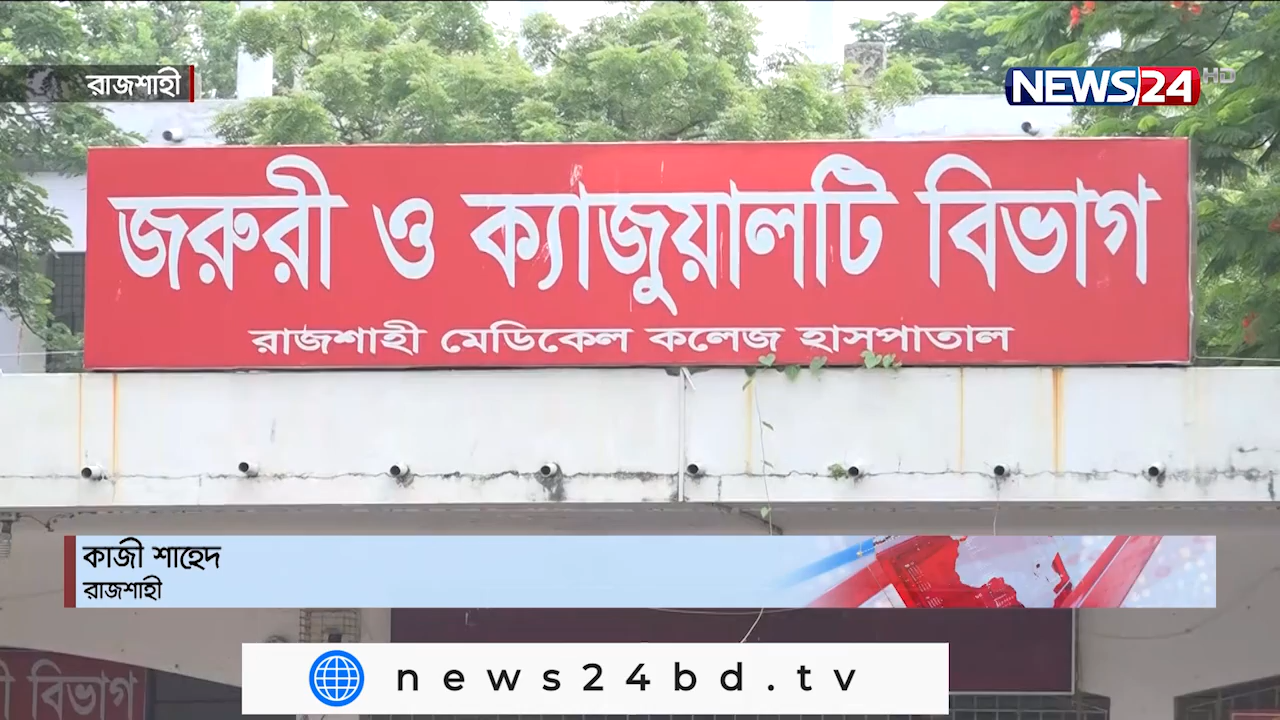 রাজশাহী
NEWS24 HD
জরুরী ও ক্যাজুয়ালটি বিভাগ
রাজশাহী মেডিকেল কলেজ হাসপাতাল
কাজী শাহেদ
রাজশাহী
news24bd.tv
বিভাগ